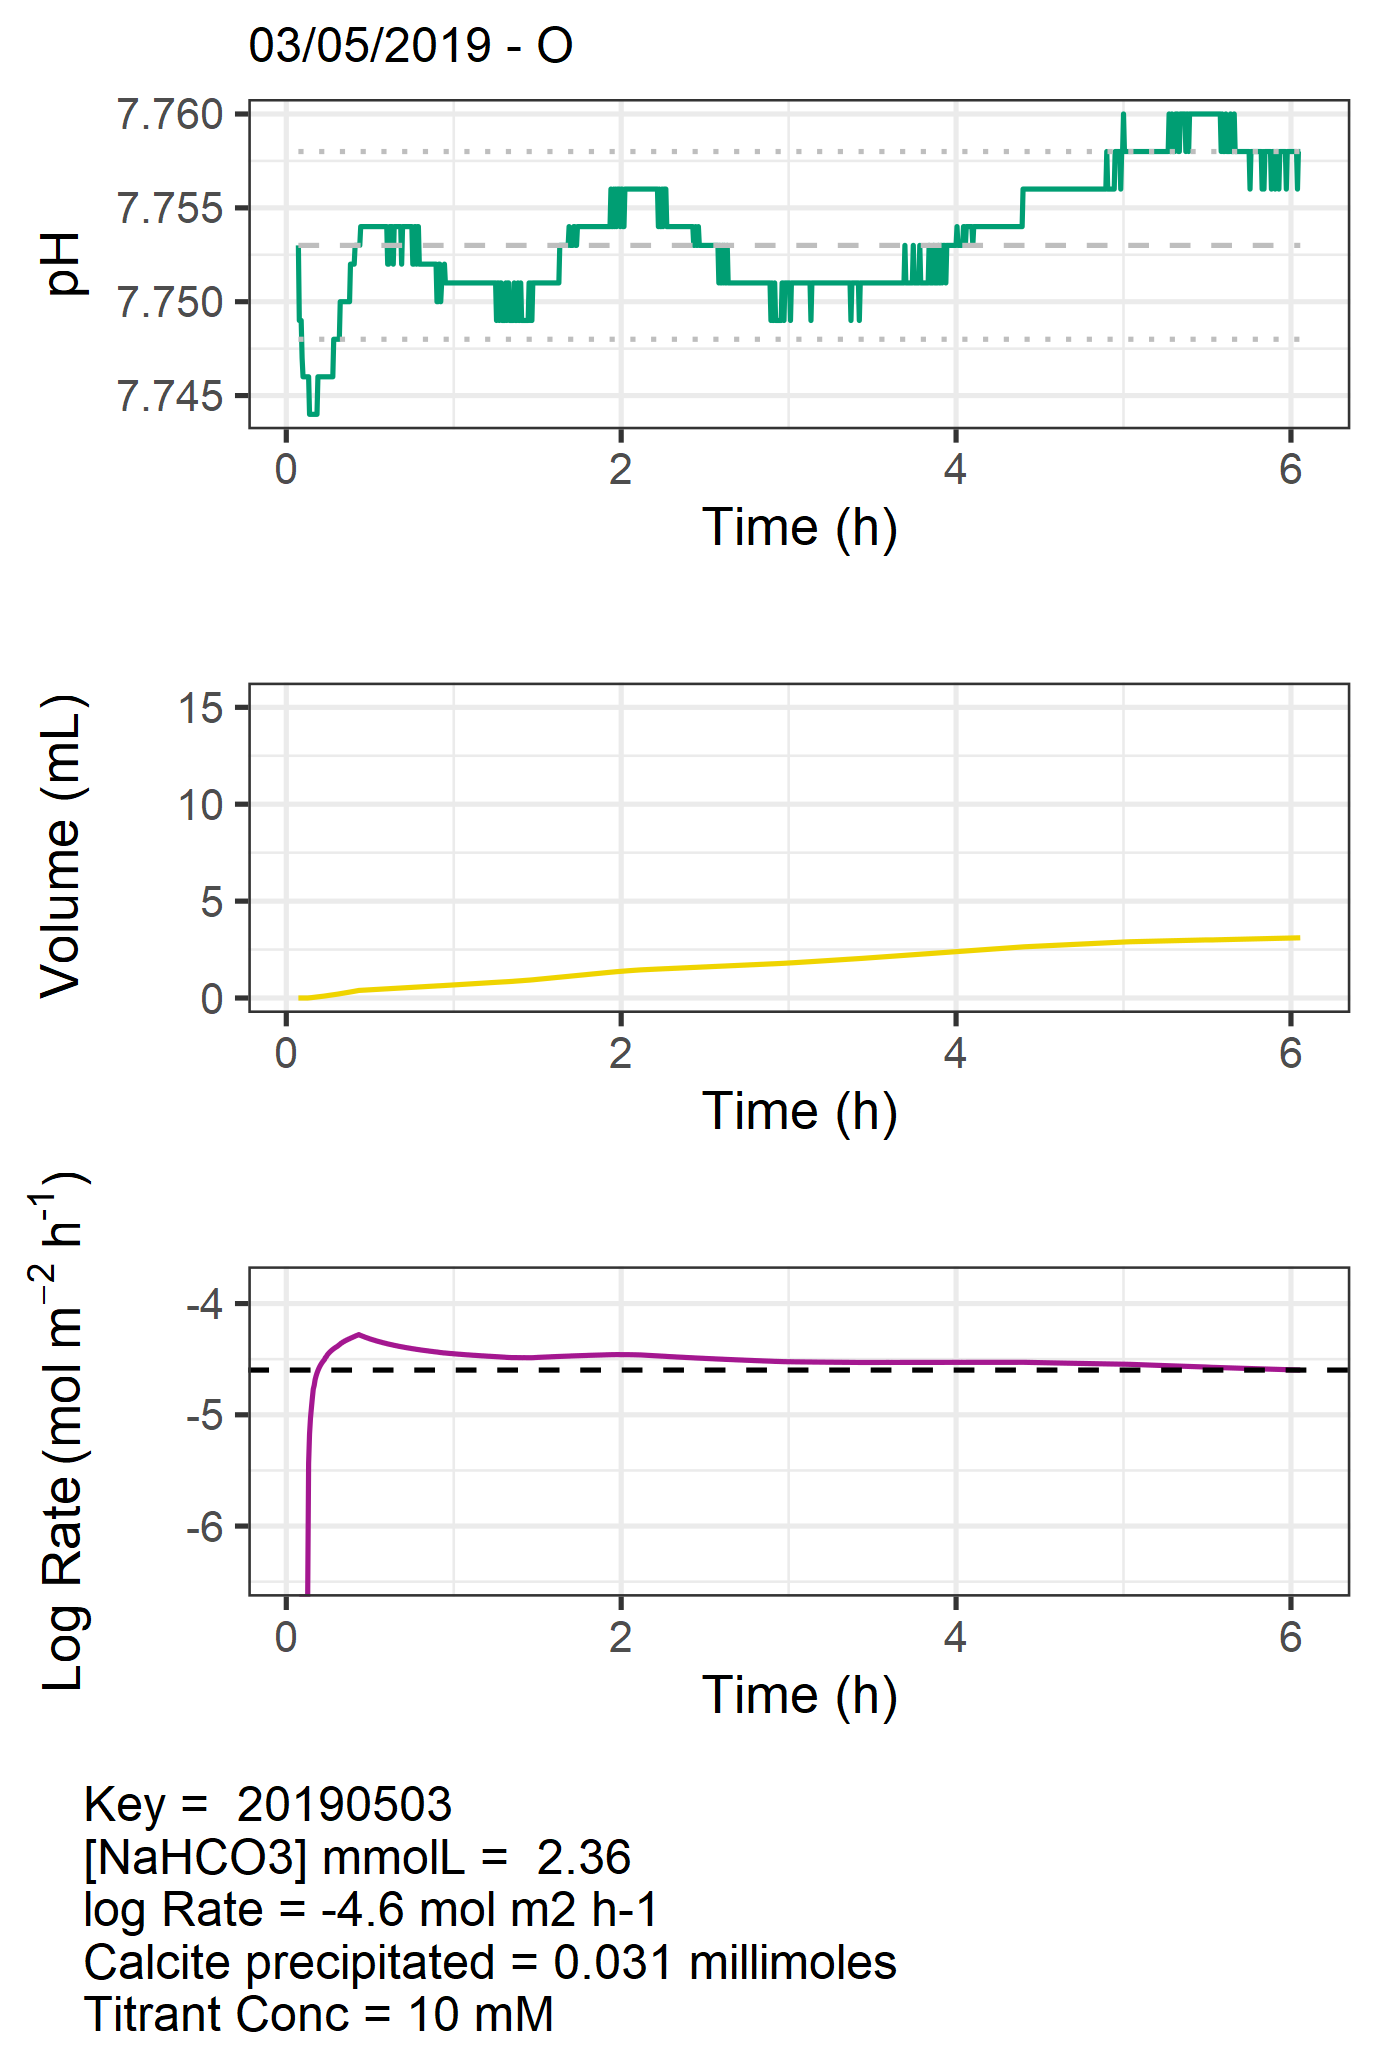 03/05/2019 - O
7.760
7.755
7.750
7.745
pH
0 2 4 6
Time (h)
15
10
5
0
Volume (mL)
0 2 4 6
Time (h)
-4
-5
-6
Log Rate (mol m⁻² h⁻¹)
0 2 4 6
Time (h)
Key =  20190503
[NaHCO3] mmolL =  2.36
log Rate = -4.6 mol m2 h-1
Calcite precipitated = 0.031 millimoles
Titrant Conc = 10 mM